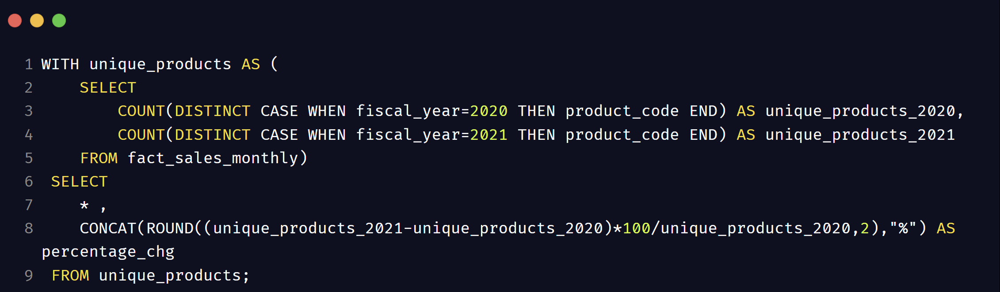 1 WITH unique_products AS (
2     SELECT
3         COUNT(DISTINCT CASE WHEN fiscal_year=2020 THEN product_code END) AS unique_products_2020,
4         COUNT(DISTINCT CASE WHEN fiscal_year=2021 THEN product_code END) AS unique_products_2021
5     FROM fact_sales_monthly)
6  SELECT
7     * ,
8     CONCAT(ROUND((unique_products_2021-unique_products_2020)*100/unique_products_2020,2),"%") AS
percentage_chg
9  FROM unique_products;